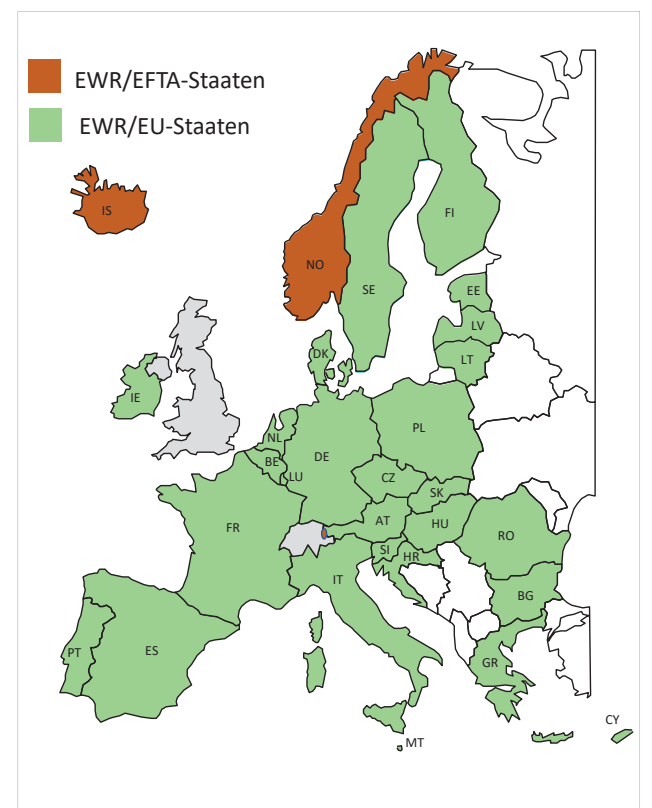 EWR/EFTA-Staaten
EWR/EU-Staaten
IS
FI
NO
SE
EE
LV
DK
LT
IE
PL
NL
DE
BE
LU
CZ
SK
FR
AT
HU
RO
SI
HR
IT
BG
PT
ES
GR
CY
MT